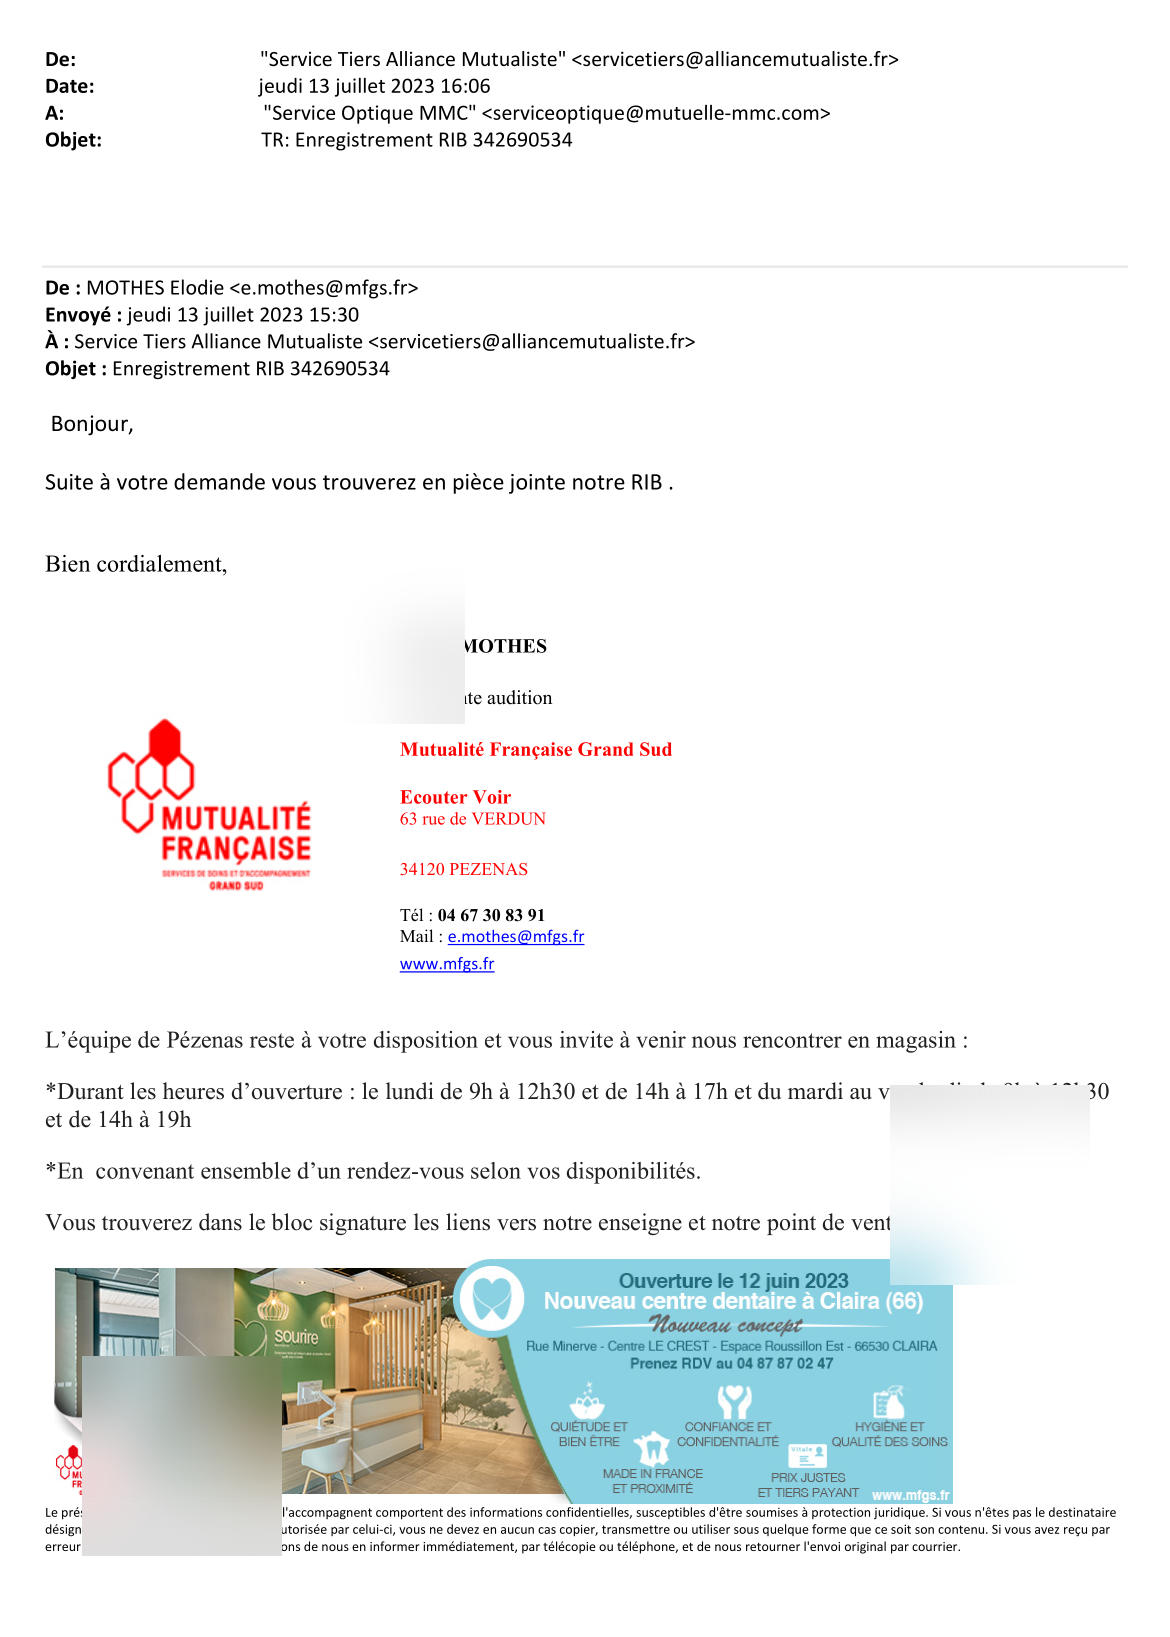 De: "Service Tiers Alliance Mutualiste" <servicetiers@alliancemutualiste.fr>
Date: jeudi 13 juillet 2023 16:06
A: "Service Optique MMC" <serviceoptique@mutuelle-mmc.com>
Objet: TR: Enregistrement RIB 342690534
De : MOTHES Elodie <e.mothes@mfgs.fr>
Envoyé : jeudi 13 juillet 2023 15:30
À : Service Tiers Alliance Mutualiste <servicetiers@alliancemutualiste.fr>
Objet : Enregistrement RIB 342690534
Bonjour,
Suite à votre demande vous trouverez en pièce jointe notre RIB .
Bien cordialement,
MOTHES
audition
MUTUALITÉ
FRANÇAISE
SERVICES DE SOINS ET D'ACCOMPAGNEMENT
GRAND SUD
Mutualité Française Grand Sud
Ecouter Voir
63 rue de VERDUN
34120 PEZENAS
Tél : 04 67 30 83 91
Mail : e.mothes@mfgs.fr
www.mfgs.fr
L’équipe de Pézenas reste à votre disposition et vous invite à venir nous rencontrer en magasin :
*Durant les heures d’ouverture : le lundi de 9h à 12h30 et de 14h à 17h et du mardi au
et de 14h à 19h
*En  convenant ensemble d’un rendez-vous selon vos disponibilités.
Vous trouverez dans le bloc signature les liens vers notre enseigne et notre point de
sourire
Ouverture le 12 juin 2023
Nouveau centre dentaire à Claira (66)
Nouveau concept
Rue Minerve - Centre LE CREST - Espace Roussillon Est - 66530 CLAIRA
Prenez RDV au 04 87 87 02 47
QUIÉTUDE ET
BIEN ÊTRE
CONFIANCE ET
CONFIDENTIALITÉ
HYGIÈNE ET
QUALITÉ DES SOINS
MADE IN FRANCE
ET PROXIMITÉ
Vitale
PRIX JUSTES
ET TIERS PAYANT
www.mfgs.fr
Le l'accompagnent comportent des informations confidentielles, susceptibles d'être soumises à protection juridique. Si vous n'êtes pas le destinataire
par celui-ci, vous ne devez en aucun cas copier, transmettre ou utiliser sous quelque forme que ce soit son contenu. Si vous avez reçu par
erreur de nous en informer immédiatement, par télécopie ou téléphone, et de nous retourner l'envoi original par courrier.